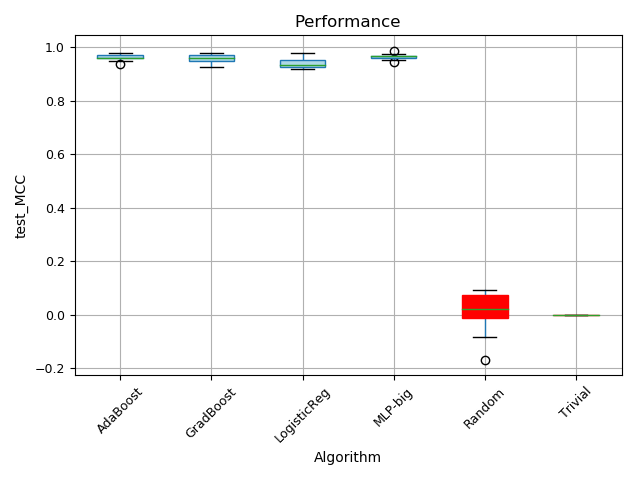 Performance
1.0
0.8
0.6
0.4
0.2
0.0
−0.2
test_MCC
AdaBoost
GradBoost
LogisticReg
MLP-big
Random
Trivial
Algorithm